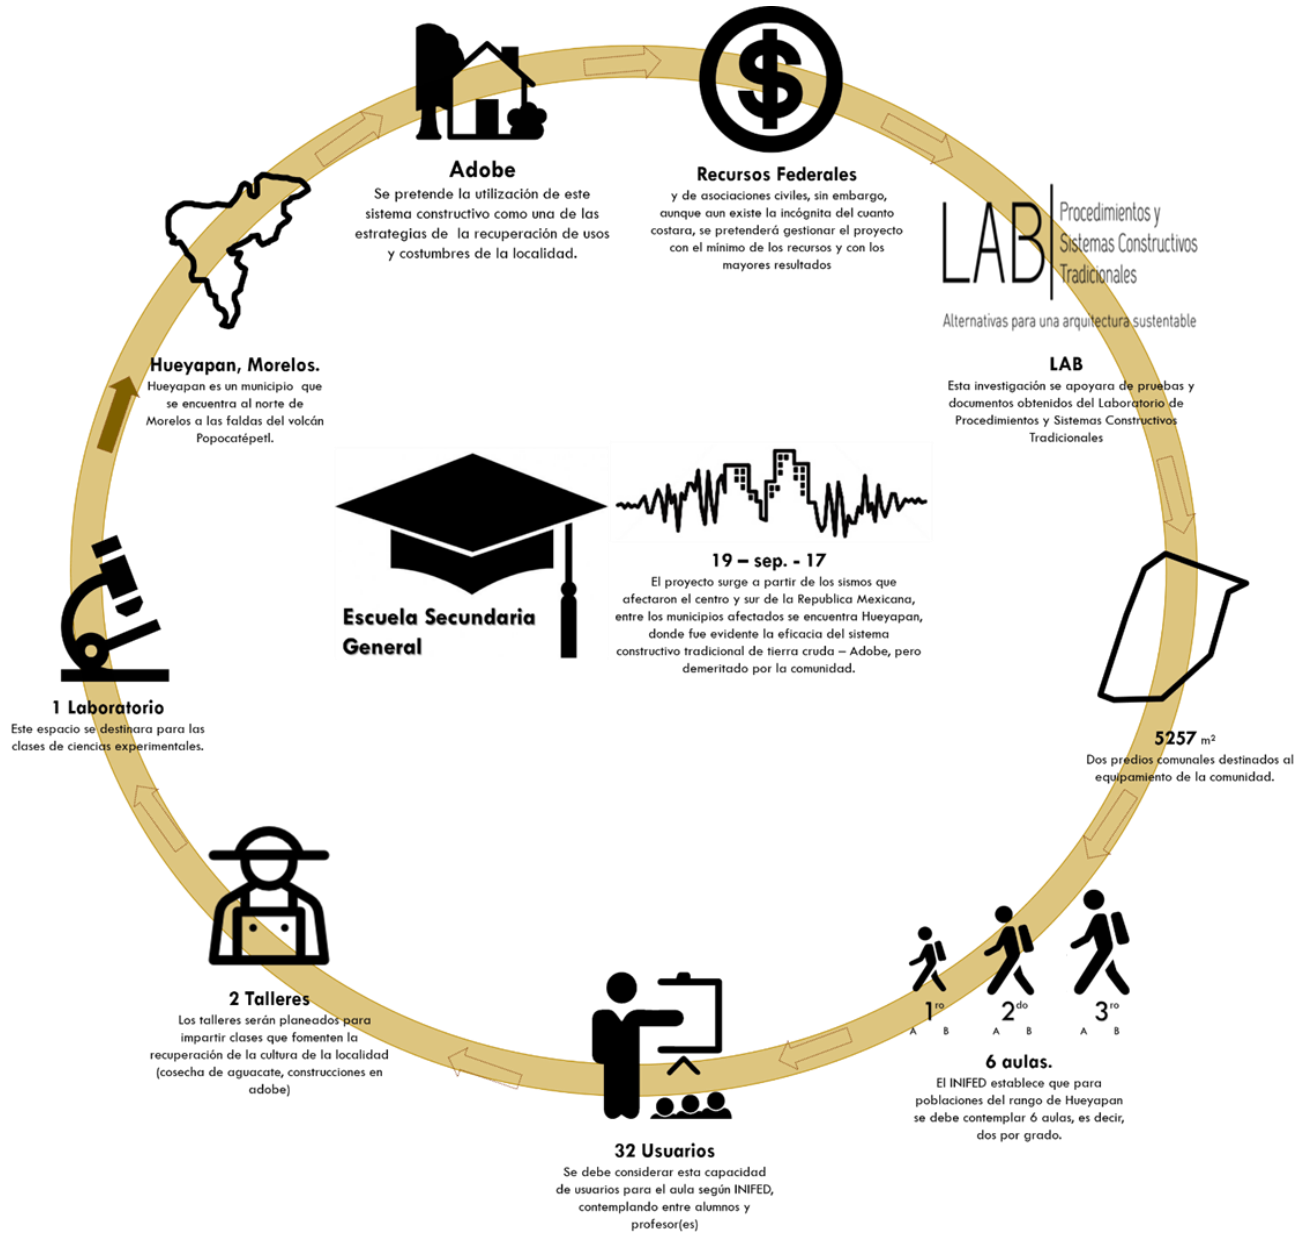 Adobe
Se pretende la utilización de este
sistema constructivo como una de las
estrategias de la recuperación de usos
y costumbres de la localidad.
Recursos Federales
y de asociaciones civiles, sin embargo,
aunque aun existe la incógnita del cuanto
costara, se pretenderá gestionar el proyecto
con el mínimo de los recursos y con los
mayores resultados
LAB
Procedimientos y
Sistemas Constructivos
Tradicionales
Alternativas para una arquitectura sustentable
LAB
Esta investigación se apoyara de pruebas y
documentos obtenidos del Laboratorio de
Procedimientos y Sistemas Constructivos
Tradicionales
Hueyapan, Morelos.
Hueyapan es un municipio que
se encuentra al norte de
Morelos a las faldas del volcán
Popocatépetl.
Escuela Secundaria
General
19 – sep. - 17
El proyecto surge a partir de los sismos que
afectaron el centro y sur de la Republica Mexicana,
entre los municipios afectados se encuentra Hueyapan,
donde fue evidente la eficacia del sistema
constructivo tradicional de tierra cruda – Adobe, pero
demeritado por la comunidad.
5257 m²
Dos predios comunales destinados al
equipamiento de la comunidad.
1 Laboratorio
Este espacio se destinara para las
clases de ciencias experimentales.
1ro 2do 3ro
A B A B A B
6 aulas.
El INIFED establece que para
poblaciones del rango de Hueyapan
se debe contemplar 6 aulas, es decir,
dos por grado.
32 Usuarios
Se debe considerar esta capacidad
de usuarios para el aula según INIFED,
contemplando entre alumnos y
profesor(es)
2 Talleres
Los talleres serán planeados para
impartir clases que fomenten la
recuperación de la cultura de la localidad
(cosecha de aguacate, construcciones en
adobe)